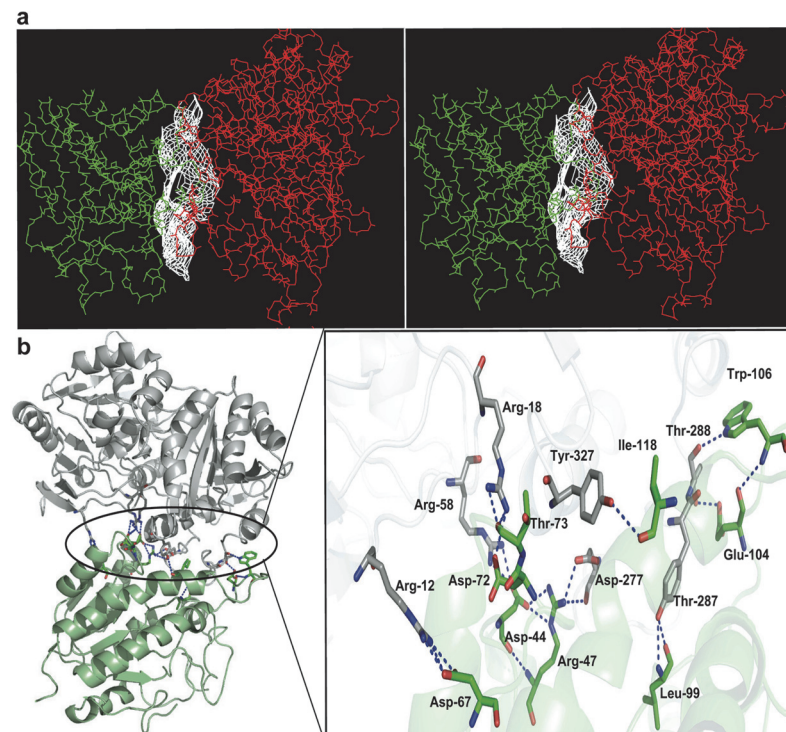 a
b
Trp-106
Arg-18
Thr-288
Tyr-327
Ile-118
Arg-58
Thr-73
Glu-104
Arg-12
Asp-72
Asp-277
Thr-287
Asp-44
Arg-47
Leu-99
Asp-67